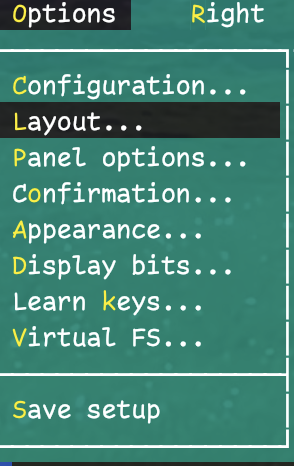 Options Right
Configuration...
Layout...
Panel options...
Confirmation...
Appearance...
Display bits...
Learn keys...
Virtual FS...
Save setup